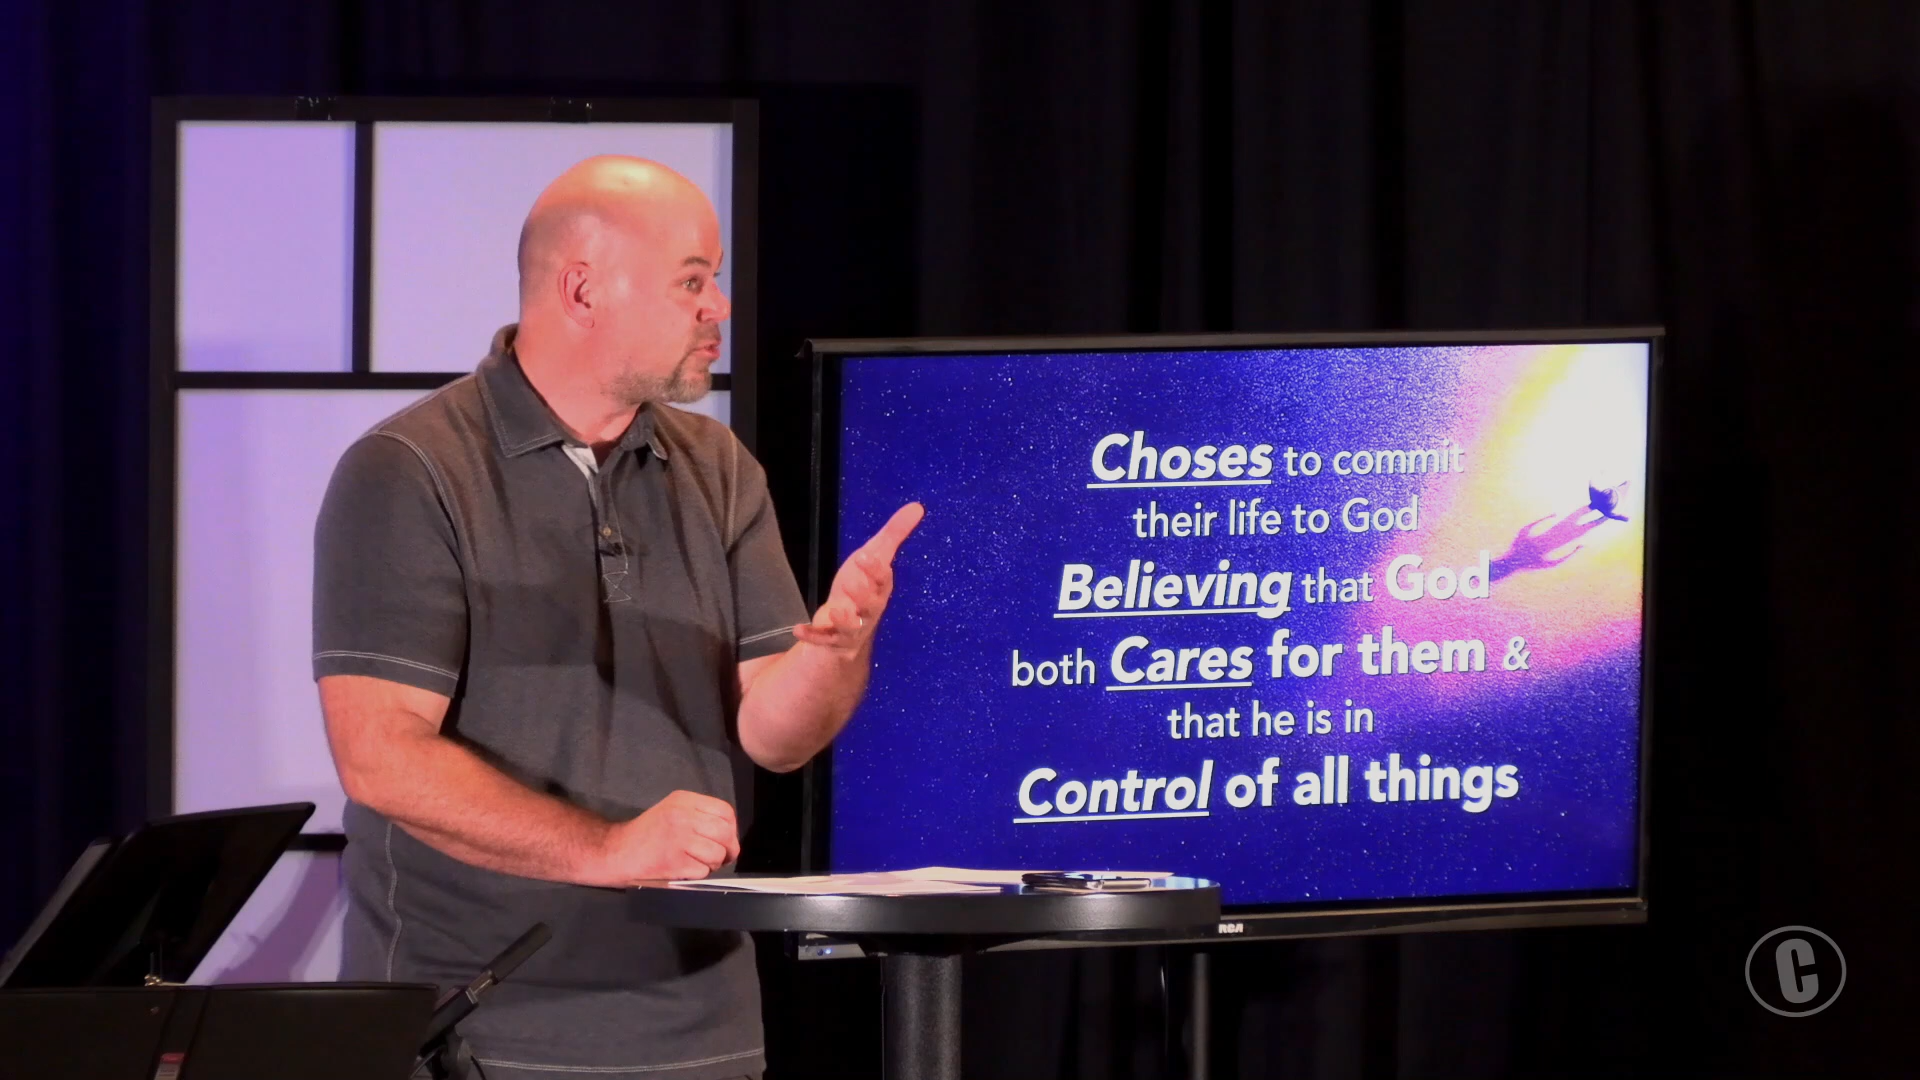 Choses to commit
their life to God
Believing that God
both Cares for them &
that he is in
Control of all things
RCA
C